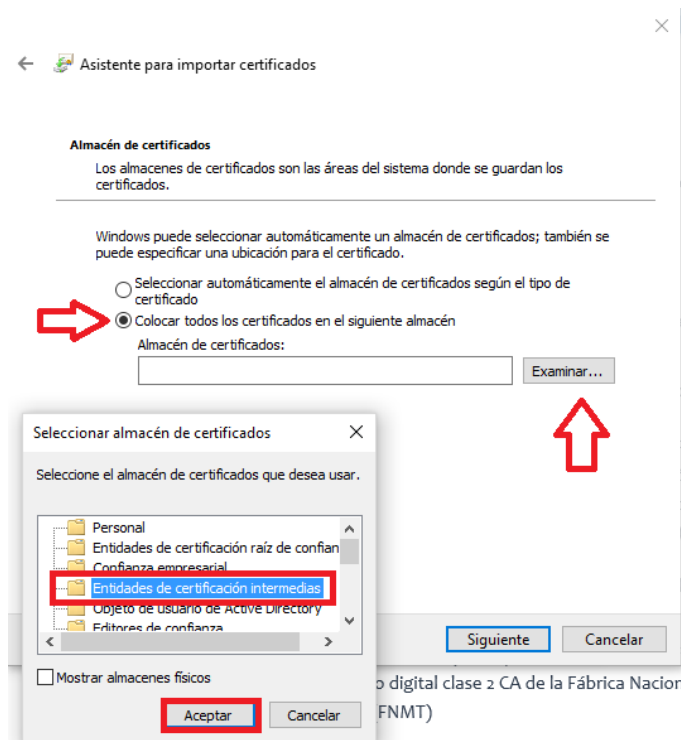 Asistente para importar certificados
Almacén de certificados
Los almacenes de certificados son las áreas del sistema donde se guardan los
certificados.
Windows puede seleccionar automáticamente un almacén de certificados; también se
puede especificar una ubicación para el certificado.
Seleccionar automáticamente el almacén de certificados según el tipo de
certificado
Colocar todos los certificados en el siguiente almacén
Almacén de certificados:
Examinar...
Seleccionar almacén de certificados
Seleccione el almacén de certificados que desea usar.
Personal
Entidades de certificación raíz de confian
Confianza empresarial
Entidades de certificación intermedias
Objeto de usuario de Active Directory
Editores de confianza
Mostrar almacenes físicos
Aceptar
Cancelar
Siguiente
Cancelar
o digital clase 2 CA de la Fábrica Nacion
FNMT)